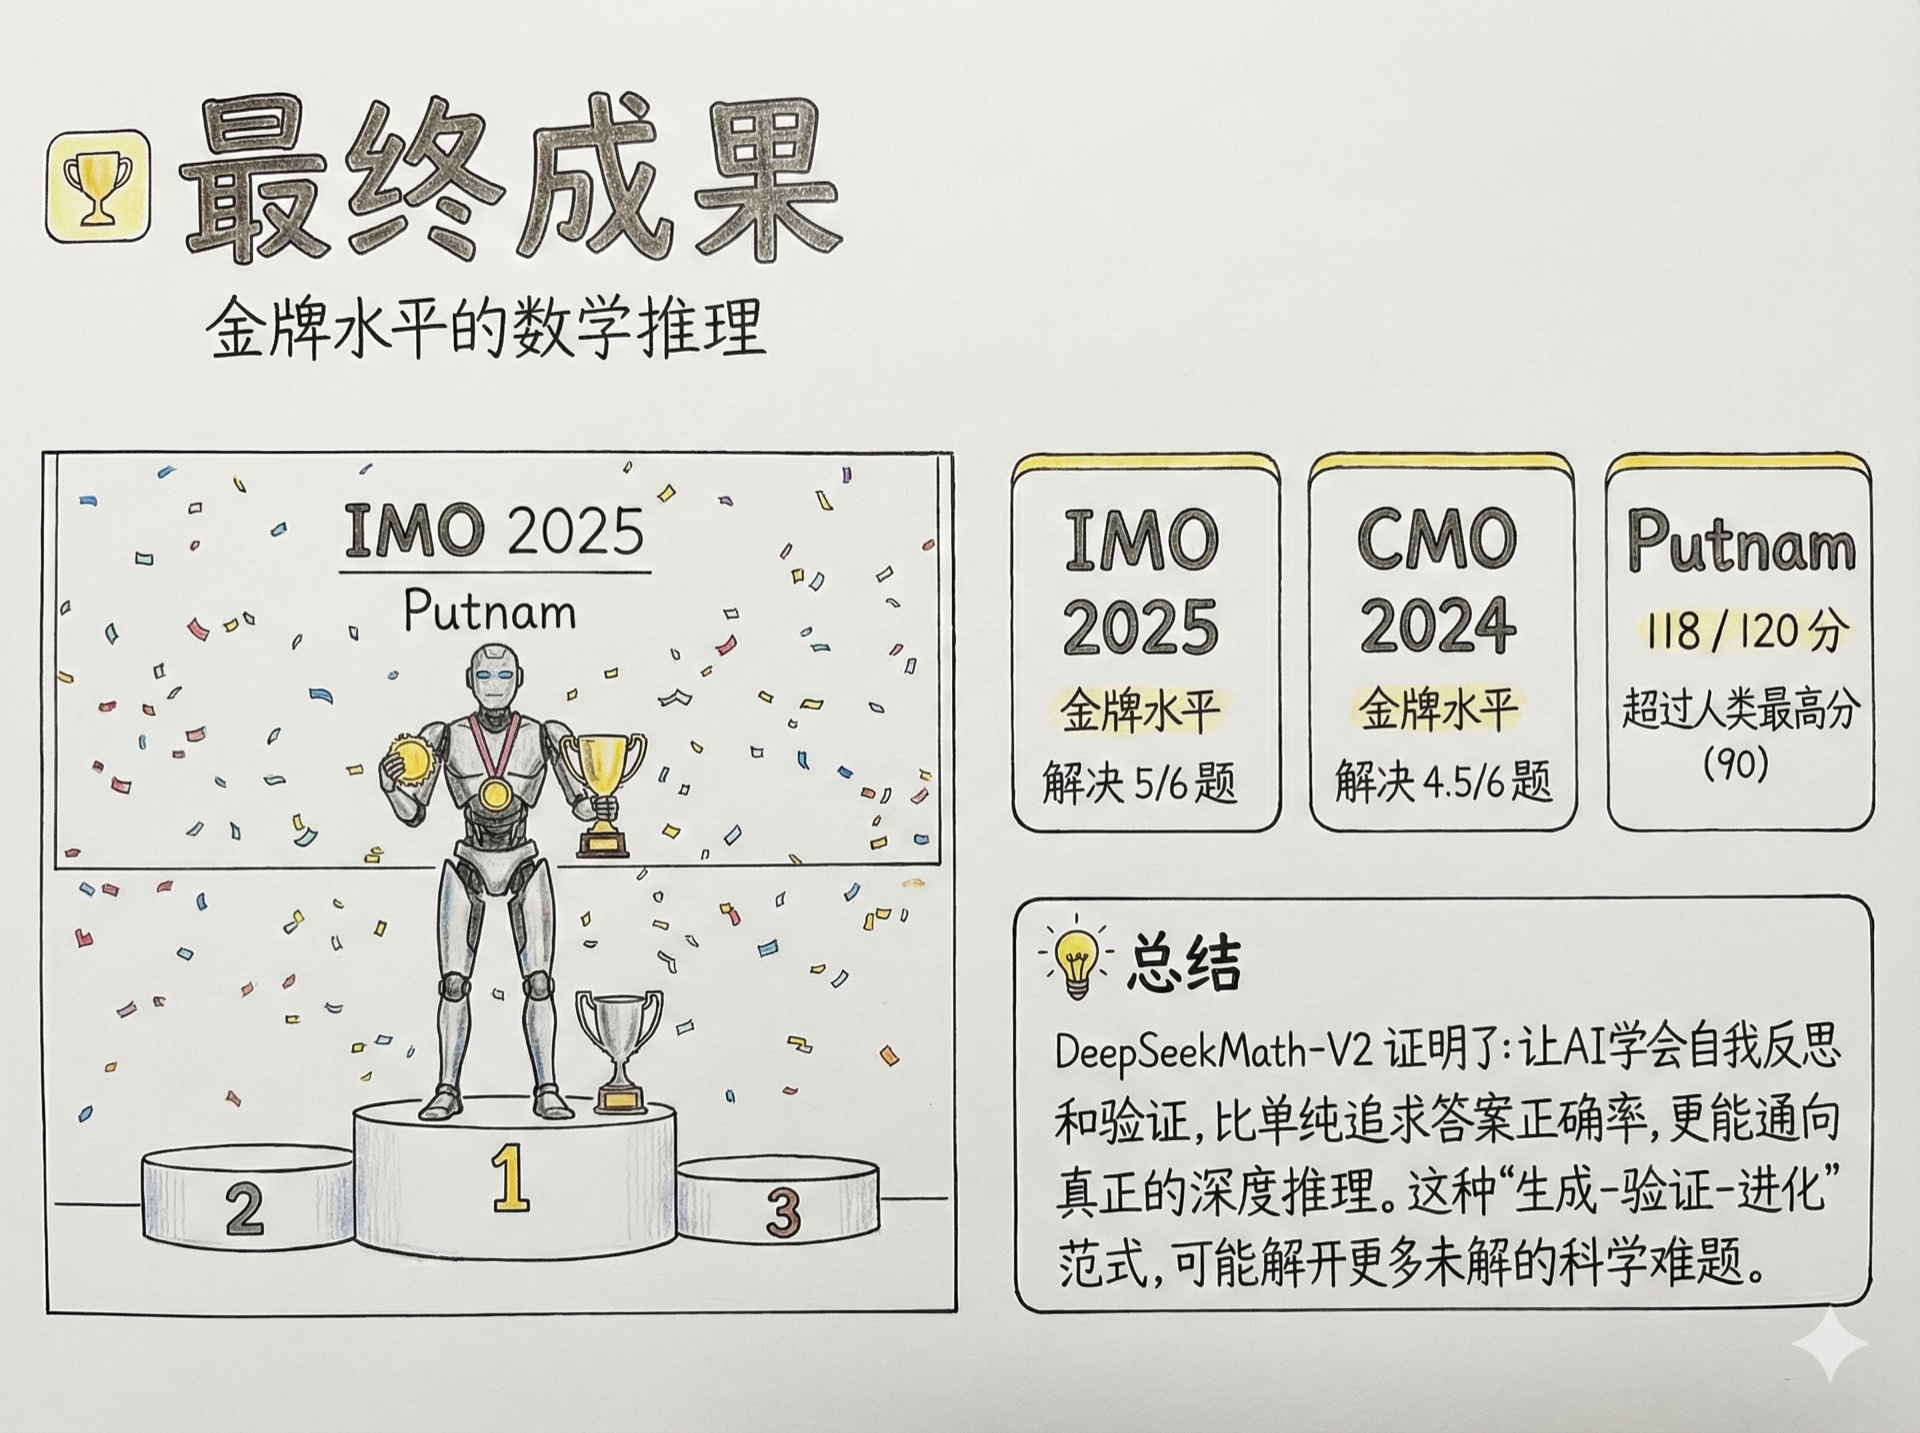 最终成果
金牌水平的数学推理
IMO 2025
Putnam
1
2
3
IMO
2025
金牌水平
解决 5/6 题
CMO
2024
金牌水平
解决 4.5/6 题
Putnam
118 / 120 分
超过人类最高分
(90)
总结
DeepSeekMath-V2 证明了：让AI学会自我反思
和验证，比单纯追求答案正确率，更能通向
真正的深度推理。这种“生成-验证-进化”
范式，可能解开更多未解的科学难题。